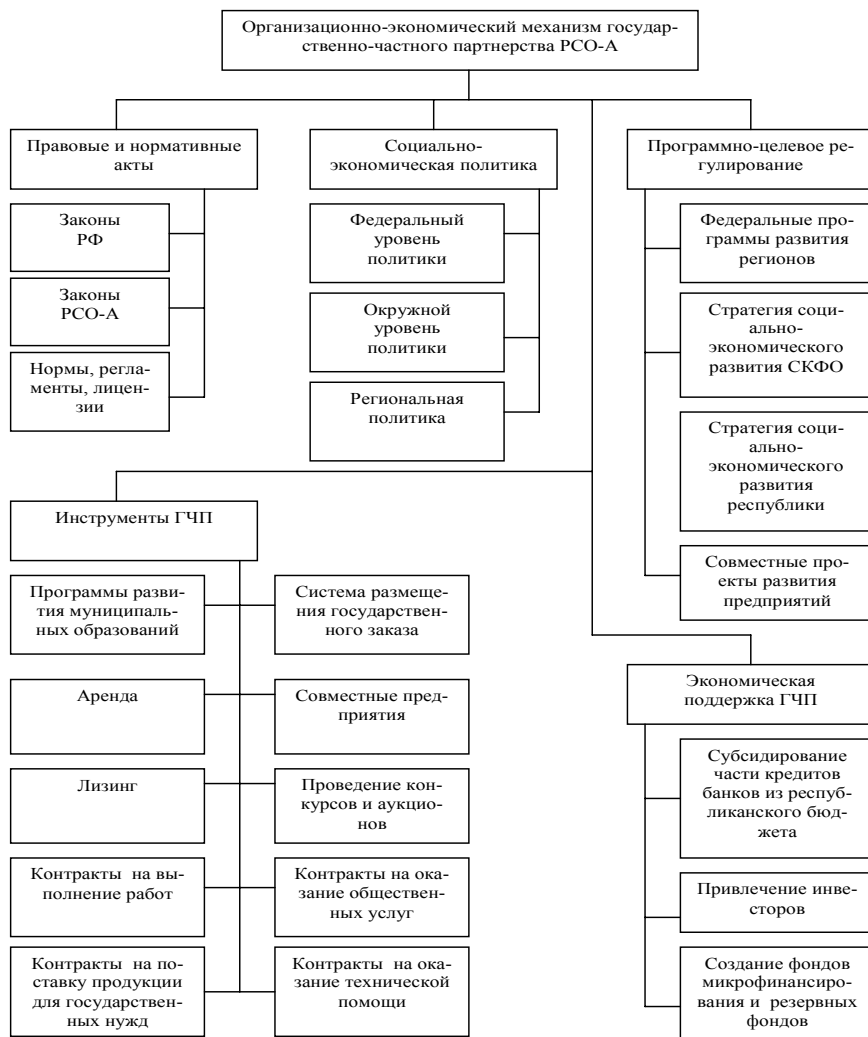 Организационно-экономический механизм государ-
ственно-частного партнерства РСО-А
Правовые и нормативные
акты
Социально-
экономическая политика
Программно-целевое ре-
гулирование
Законы
РФ
Законы
РСО-А
Нормы, регла-
менты, лицен-
зии
Федеральный
уровень
политики
Окружной
уровень
политики
Региональная
политика
Федеральные про-
граммы развития
регионов
Стратегия соци-
ально-
экономического
развития СКФО
Стратегия соци-
ально-
экономического
развития
республики
Совместные про-
екты развития
предприятий
Инструменты ГЧП
Программы разви-
тия муниципаль-
ных образований
Система размеще-
ния государствен-
ного заказа
Аренда
Совместные пред-
приятия
Лизинг
Проведение кон-
курсов и аукцио-
нов
Контракты на вы-
полнение работ
Контракты на ока-
зание обществен-
ных услуг
Контракты на по-
ставку продукции
для государствен-
ных нужд
Контракты на ока-
зание технической
помощи
Экономическая
поддержка ГЧП
Субсидирование
части кредитов
банков из респуб-
ликанского бюд-
жета
Привлечение инве-
сторов
Создание фондов
микрофинансиро-
вания и резервных
фондов